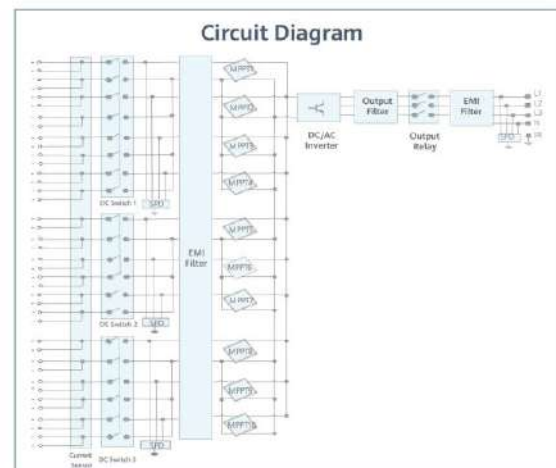 Circuit Diagram
MPPT1
MPPT2
MPPT3
MPPT4
DC Switch 1
SPD
MPPT5
EMI
Filter
MPPT6
MPPT7
DC Switch 2
SPD
MPPT8
MPPT9
MPPT10
Current
Sensor
DC Switch 3
SPD
DC/AC
Inverter
Output
Filter
Output
Relay
EMI
Filter
L1
L2
L3
N
PE
SPD